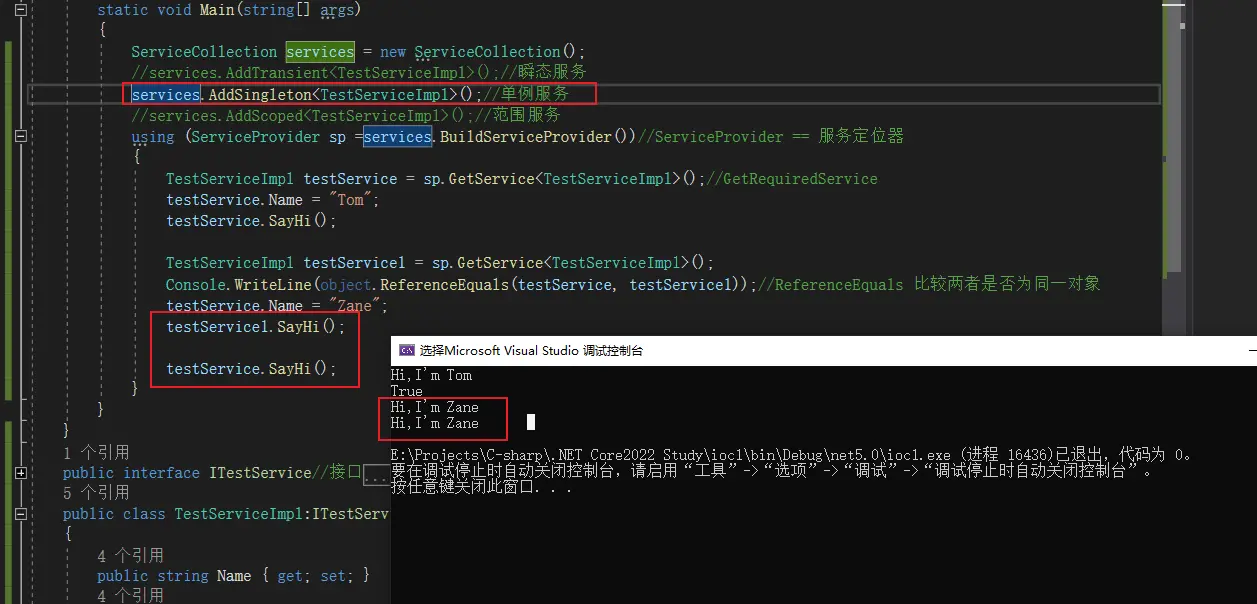 static void Main(string[] args)
{
ServiceCollection services = new ServiceCollection();
//services.AddTransient<TestServiceImpl>();//瞬态服务
services.AddSingleton<TestServiceImpl>();//单例服务
//services.AddScoped<TestServiceImpl>();//范围服务
using (ServiceProvider sp =services.BuildServiceProvider())//ServiceProvider == 服务定位器
{
TestServiceImpl testService = sp.GetService<TestServiceImpl>();//GetRequiredService
testService.Name = "Tom";
testService.SayHi();
TestServiceImpl testService1 = sp.GetService<TestServiceImpl>();
Console.WriteLine(object.ReferenceEquals(testService, testService1));//ReferenceEquals 比较两者是否为同一对象
testService.Name = "Zane";
testService1.SayHi();
testService.SayHi();
}
}
}
1 个引用
public interface ITestService//接口...
5 个引用
public class TestServiceImpl:ITestServ
{
4 个引用
public string Name { get; set; }
4 个引用
选择Microsoft Visual Studio 调试控制台
Hi,I'm Tom
True
Hi,I'm Zane
Hi,I'm Zane
E:\Projects\C-sharp\.NET Core2022 Study\ioc1\bin\Debug\net5.0\ioc1.exe (进程 16436)已退出，代码为 0。
要在调试停止时自动关闭控制台，请启用“工具”->“选项”->“调试”->“调试停止时自动关闭控制台”。
按任意键关闭此窗口. . .